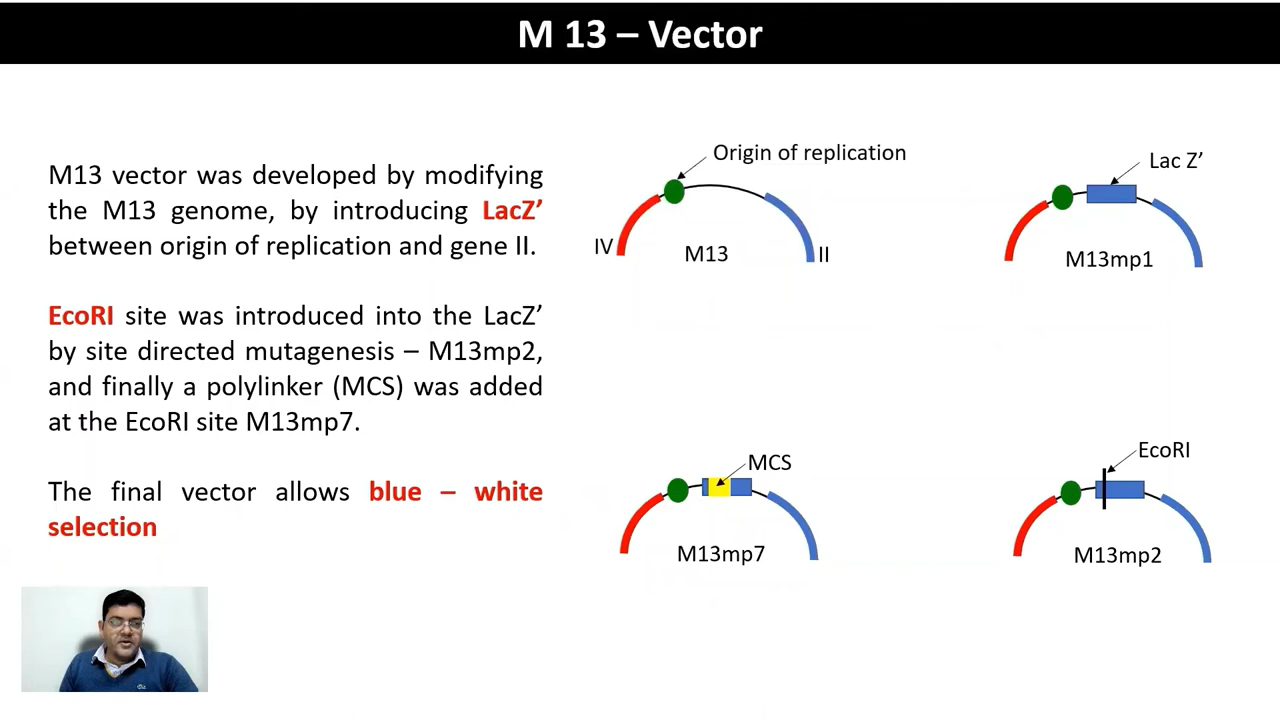 M 13 – Vector
M13 vector was developed by modifying
the M13 genome, by introducing LacZ’
between origin of replication and gene II.
EcoRI site was introduced into the LacZ’
by site directed mutagenesis – M13mp2,
and finally a polylinker (MCS) was added
at the EcoRI site M13mp7.
The final vector allows blue – white
selection
Origin of replication
IV
M13
II
Lac Z’
M13mp1
MCS
M13mp7
EcoRI
M13mp2